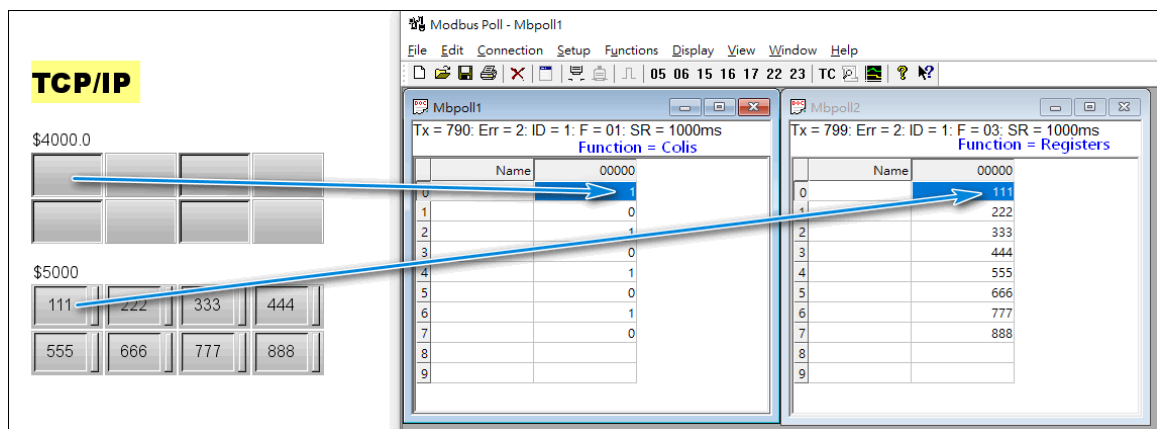 TCP/IP
$4000.0
$5000
111 222 333 444
555 666 777 888
Modbus Poll - Mbpoll1
File Edit Connection Setup Functions Display View Window Help
05 06 15 16 17 22 23 TC
Mbpoll1
Tx = 790: Err = 2: ID = 1: F = 01: SR = 1000ms
Function = Colis
Name 00000
0 1
1 0
2 1
3 0
4 1
5 0
6 1
7 0
8
9
Mbpoll2
Tx = 799: Err = 2: ID = 1: F = 03: SR = 1000ms
Function = Registers
Name 00000
0 111
1 222
2 333
3 444
4 555
5 666
6 777
7 888
8
9